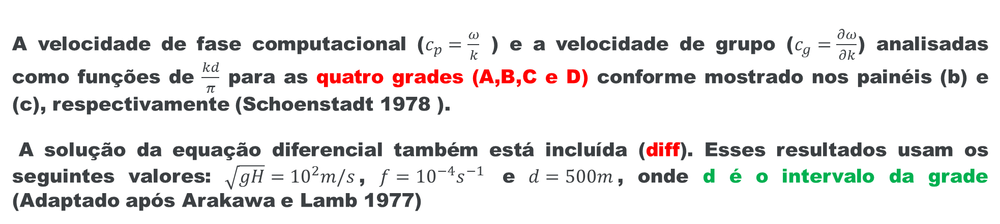 A velocidade de fase computacional ($c_p = \frac{\omega}{k}$ ) e a velocidade de grupo ($c_g = \frac{\partial \omega}{\partial k}$) analisadas
como funções de $\frac{kd}{\pi}$ para as quatro grades (A,B,C e D) conforme mostrado nos painéis (b) e
(c), respectivamente (Schoenstadt 1978 ).
A solução da equação diferencial também está incluída (diff). Esses resultados usam os
seguintes valores: $\sqrt{gH} = 10^2 m/s$ , $f = 10^{-4} s^{-1}$ e $d = 500m$ , onde d é o intervalo da grade
(Adaptado após Arakawa e Lamb 1977)